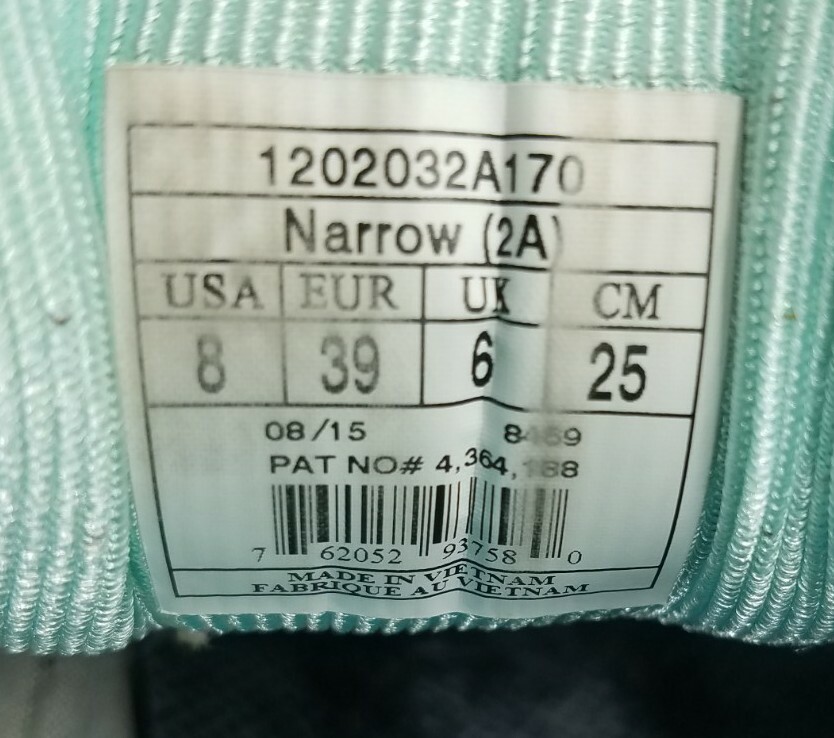 1202032A170
Narrow (2A)
USA EUR UK CM
8 39 6 25
08/15
PAT NO# 4,364,188
7 62052 93758 0
MADE IN VIETNAM
FABRIQUE AU VIETNAM